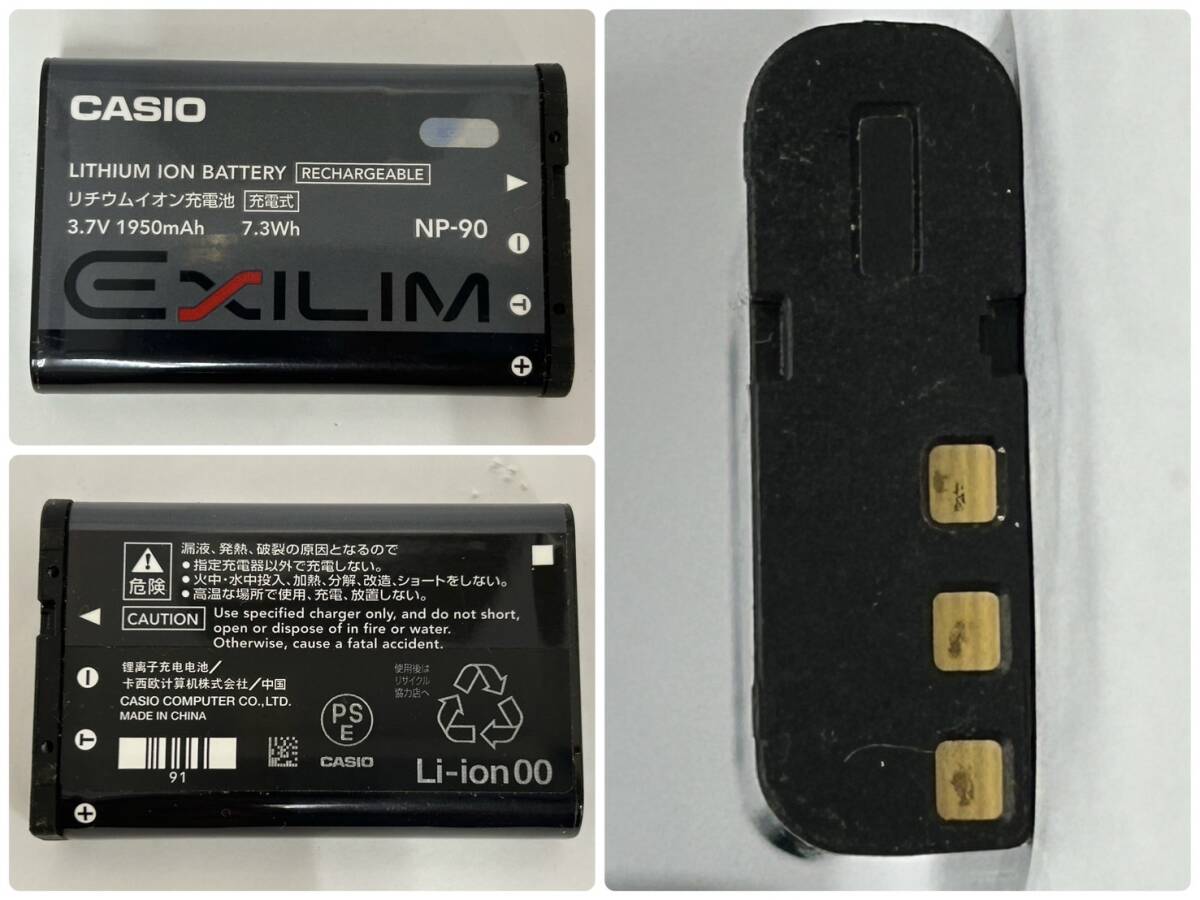 CASIO
LITHIUM ION BATTERY RECHARGEABLE
リチウムイオン充電池 充電式
3.7V 1950mAh 7.3Wh NP-90
EXILIM
T
漏液、発熱、破裂の原因となるので
●指定充電器以外で充電しない。
●火中・水中投入、加熱、分解、改造、ショートをしない。
●高温な場所で使用、充電、放置しない。
危険
CAUTION Use specified charger only, and do not short,
open or dispose of in fire or water.
Otherwise, cause a fatal accident.
锂离子充电电池/
卡西欧计算机株式会社/中国
CASIO COMPUTER CO.,LTD.
MADE IN CHINA
91
PS
E
CASIO
使用後は
リサイクル
協力店へ
Li-ion 00
T